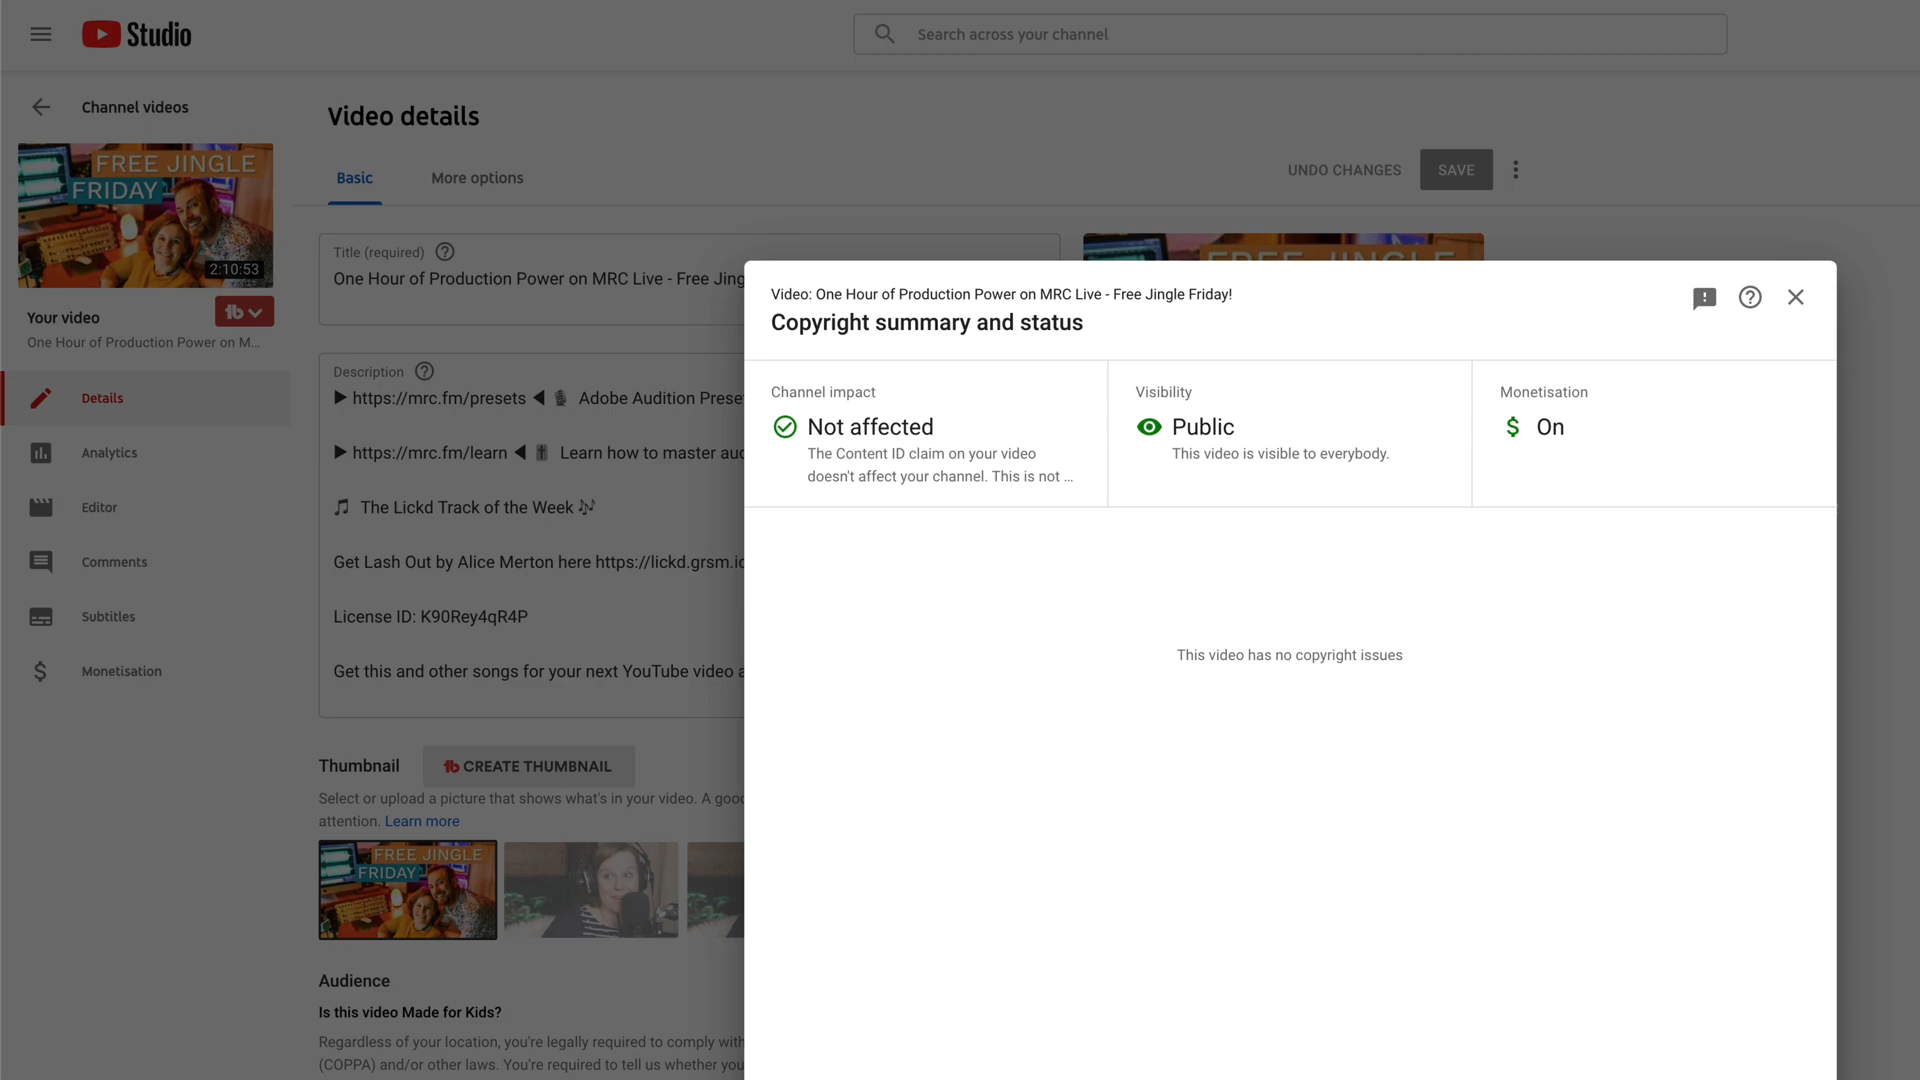 Studio
Search across your channel
Channel videos
FREE JINGLE
FRIDAY
2:10:53
Your video
One Hour of Production Power on M...
Details
Analytics
Editor
Comments
Subtitles
Monetisation
Video details
Basic
More options
UNDO CHANGES
SAVE
Title (required)
One Hour of Production Power on MRC Live - Free Jing
Description
▶ https://mrc.fm/presets ◀ 🎙 Adobe Audition Prese
▶ https://mrc.fm/learn ◀ 🎚 Learn how to master au
🎵 The Lickd Track of the Week 🎶
Get Lash Out by Alice Merton here https://lickd.grsm.i
License ID: K90Rey4qR4P
Get this and other songs for your next YouTube video a
Thumbnail
CREATE THUMBNAIL
Select or upload a picture that shows what's in your video. A good
attention. Learn more
FREE JINGLE
FRIDAY
Audience
Is this video Made for Kids?
Regardless of your location, you're legally required to comply with
(COPPA) and/or other laws. You're required to tell us whether you
FREE JINGLE
Video: One Hour of Production Power on MRC Live - Free Jingle Friday!
Copyright summary and status
Channel impact
Not affected
The Content ID claim on your video
doesn't affect your channel. This is not ...
Visibility
Public
This video is visible to everybody.
Monetisation
On
This video has no copyright issues